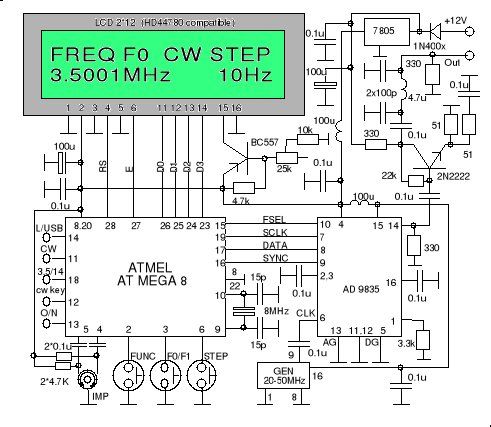 LCD 2*12 (HD44780 compatible)
FREQ F0 CW STEP
3.5001MHz 10Hz
1 2 3 4 5 6 11 12 13 14 15 16
0.1u
7805
+12V
1N400x
100u
330
Out
2x100p
4.7u
0.1u
100u
BC557
10k
25k
330
0.1u
51
51
100u
RS
E
D0
D1
D2
D3
0.1u
4.7k
0.1u
22k
2N2222
0.1u
100u
8.20 28 27 26 25 24 23 15
FSEL
10 4 15 14
L/USB
14
19
SCLK
7
CW
11
17
DATA
8
330
3,5/14
18
16
SYNC
9
ATMEL
AT MEGA 8
8
22
15p
0.1u
2,3
16
0.1u
cw key
12
10
8MHz
AD 9835
O/N
13
9
15p
CLK
6
1
5 4 2 3 6
13 11,12 5
AG
DG
3.3k
2*0.1u
FUNC
F0/F1
STEP
9
0.1u
2*4.7K
IMP
GEN
20-50MHz
16
1 8
0.1u